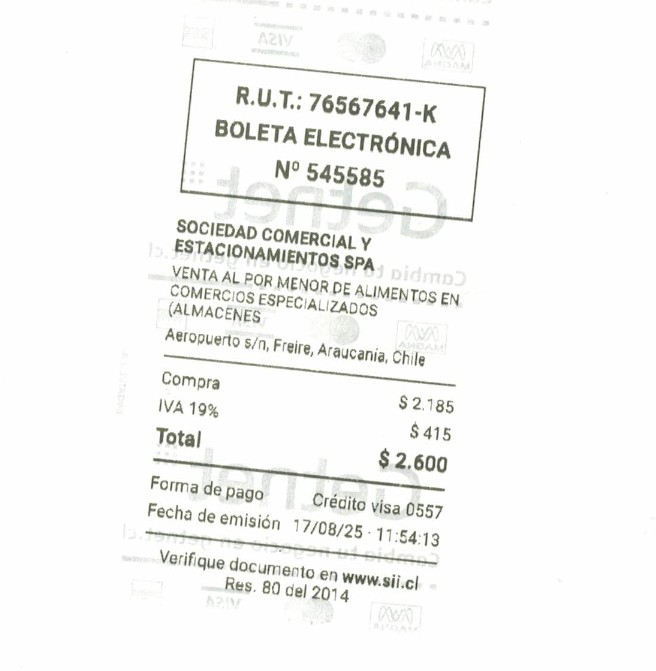 R.U.T.: 76567641-K
BOLETA ELECTRÓNICA
Nº 545585
SOCIEDAD COMERCIAL Y
ESTACIONAMIENTOS SPA
VENTA AL POR MENOR DE ALIMENTOS EN
COMERCIOS ESPECIALIZADOS
(ALMACENES
Aeropuerto s/n, Freire, Araucanía, Chile
Compra $ 2.185
IVA 19% $ 415
Total $ 2.600
Forma de pago Crédito visa 0557
Fecha de emisión 17/08/25 · 11:54:13
Verifique documento en www.sii.cl
Res. 80 del 2014